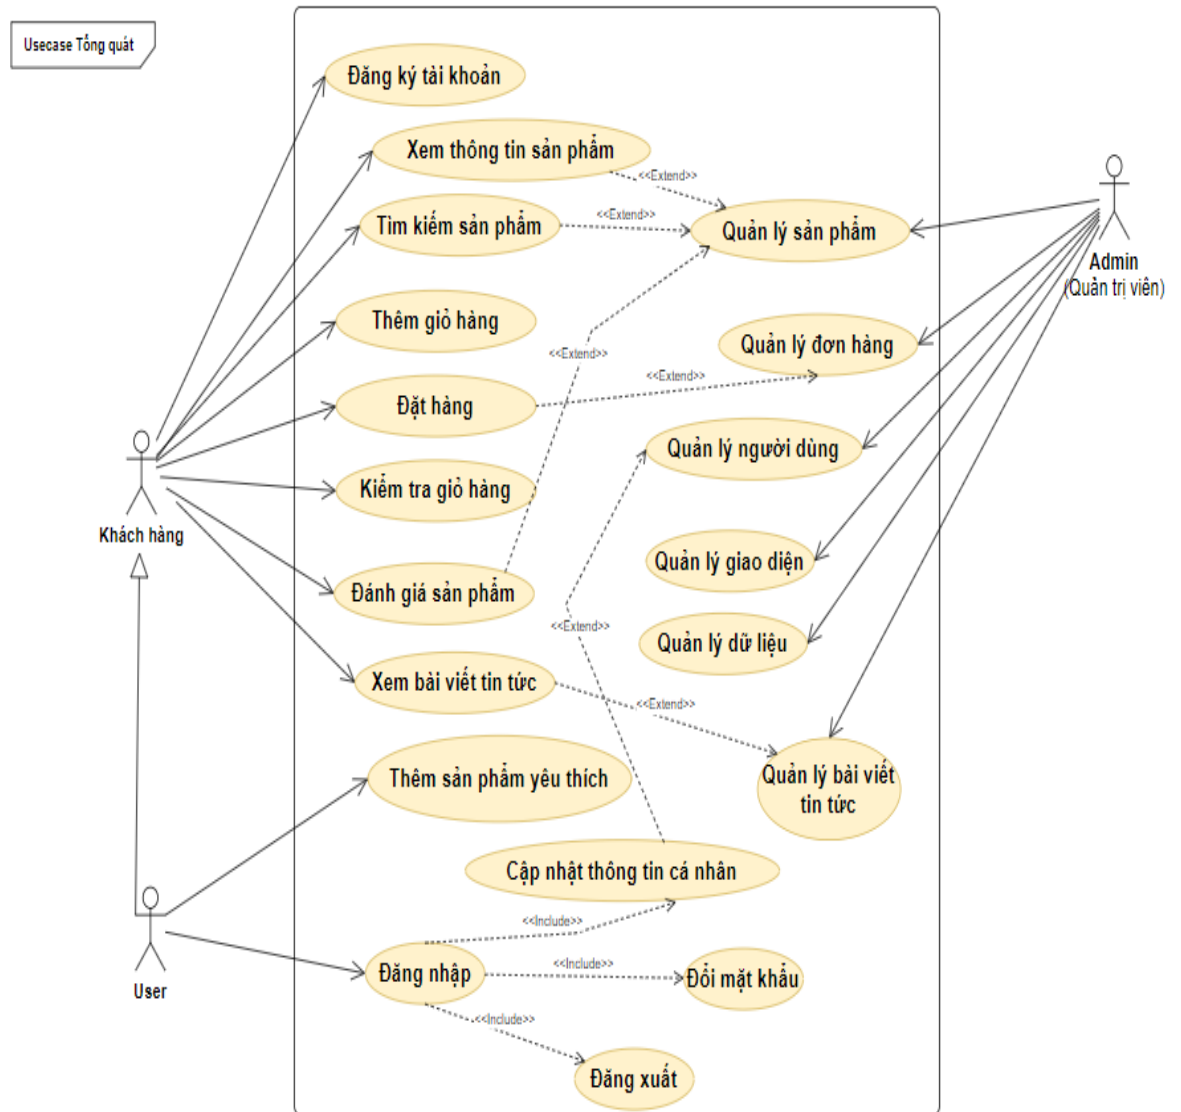 Usecase Tổng quát
Đăng ký tài khoản
Xem thông tin sản phẩm
<<Extend>>
Tìm kiếm sản phẩm
<<Extend>>
Quản lý sản phẩm
Admin
(Quản trị viên)
Thêm giỏ hàng
Quản lý đơn hàng
<<Extend>>
<<Extend>>
Đặt hàng
Quản lý người dùng
Kiểm tra giỏ hàng
Khách hàng
Quản lý giao diện
Đánh giá sản phẩm
<<Extend>>
Quản lý dữ liệu
Xem bài viết tin tức
<<Extend>>
Thêm sản phẩm yêu thích
Quản lý bài viết
tin tức
Cập nhật thông tin cá nhân
<<Include>>
Đăng nhập
<<Include>>
Đổi mật khẩu
User
<<Include>>
Đăng xuất